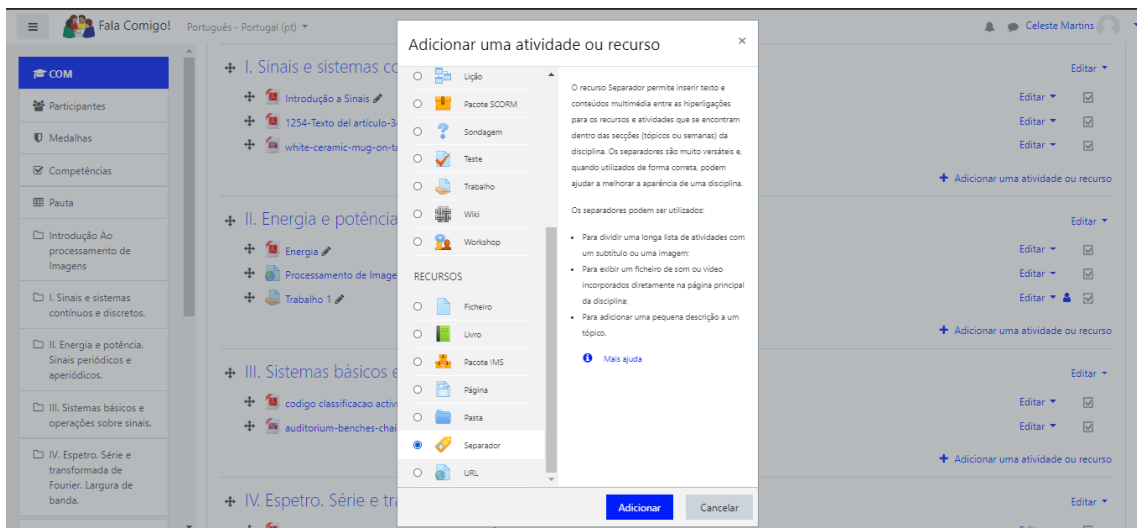 Fala Comigo!
Português - Portugal (pt)
Celeste Martins
COM
Participantes
Medalhas
Competências
Pauta
Introdução Ao
processamento de
Imagens
I. Sinais e sistemas
contínuos e discretos.
II. Energia e potência.
Sinais periódicos e
aperiódicos.
III. Sistemas básicos e
operações sobre sinais.
IV. Espetro. Série e
transformada de
Fourier. Largura de
banda.
I. Sinais e sistemas co
Editar
Introdução a Sinais
Editar
1254-Texto del artículo-3
Editar
white-ceramic-mug-on-ta
Editar
Adicionar uma atividade ou recurso
II. Energia e potência
Editar
Energia
Editar
Processamento de Image
Editar
Trabalho 1
Editar
Adicionar uma atividade ou recurso
III. Sistemas básicos e
Editar
codigo classificacao activ
Editar
auditorium-benches-chai
Editar
Adicionar uma atividade ou recurso
IV. Espetro. Série e tra
Editar
Adicionar uma atividade ou recurso
×
Lição
Pacote SCORM
Sondagem
Teste
Trabalho
Wiki
Workshop
RECURSOS
Ficheiro
Livro
Pacote IMS
Página
Pasta
Separador
URL
O recurso Separador permite inserir texto e
conteúdos multimédia entre as hiperligações
para os recursos e atividades que se encontram
dentro das secções (tópicos ou semanas) da
disciplina. Os separadores são muito versáteis e,
quando utilizados de forma correta, podem
ajudar a melhorar a aparência de uma disciplina.
Os separadores podem ser utilizados:
• Para dividir uma longa lista de atividades com
um subtítulo ou uma imagem;
• Para exibir um ficheiro de som ou vídeo
incorporados diretamente na página principal
da disciplina;
• Para adicionar uma pequena descrição a um
tópico.
Mais ajuda
Adicionar
Cancelar